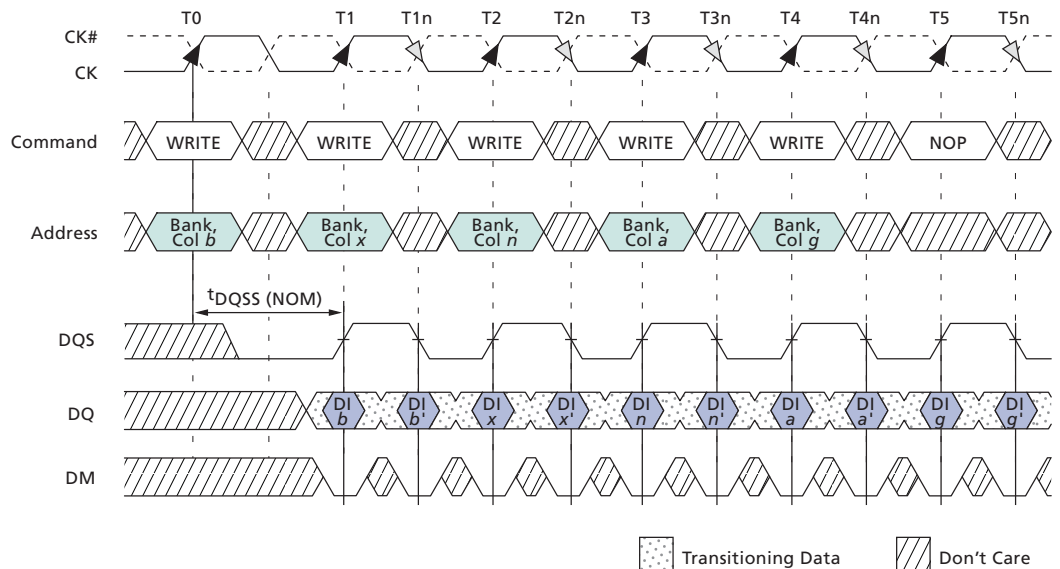 T0 T1 T1n T2 T2n T3 T3n T4 T4n T5 T5n
CK#
CK
Command WRITE WRITE WRITE WRITE WRITE NOP
Address
Bank, Col b
Bank, Col x
Bank, Col n
Bank, Col a
Bank, Col g
tDQSS (NOM)
DQS
DQ
DI b
DI b'
DI x
DI x'
DI n
DI n'
DI a
DI a'
DI g
DI g'
DM
Transitioning Data
Don't Care